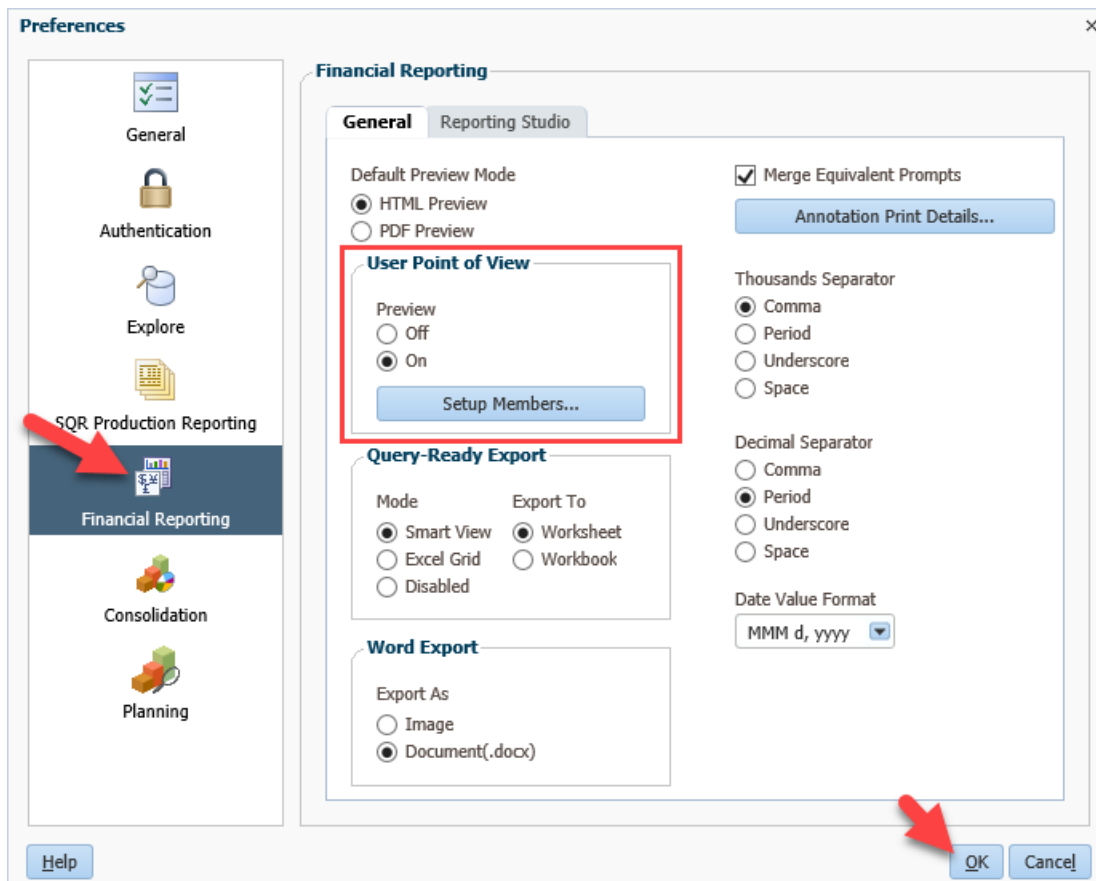 Preferences
General
Authentication
Explore
SQR Production Reporting
Financial Reporting
Consolidation
Planning
Financial Reporting
General
Reporting Studio
Default Preview Mode
HTML Preview
PDF Preview
User Point of View
Preview
Off
On
Setup Members...
Query-Ready Export
Mode
Smart View
Excel Grid
Disabled
Export To
Worksheet
Workbook
Word Export
Export As
Image
Document(.docx)
Merge Equivalent Prompts
Annotation Print Details...
Thousands Separator
Comma
Period
Underscore
Space
Decimal Separator
Comma
Period
Underscore
Space
Date Value Format
MMM d, yyyy
Help
OK
Cancel